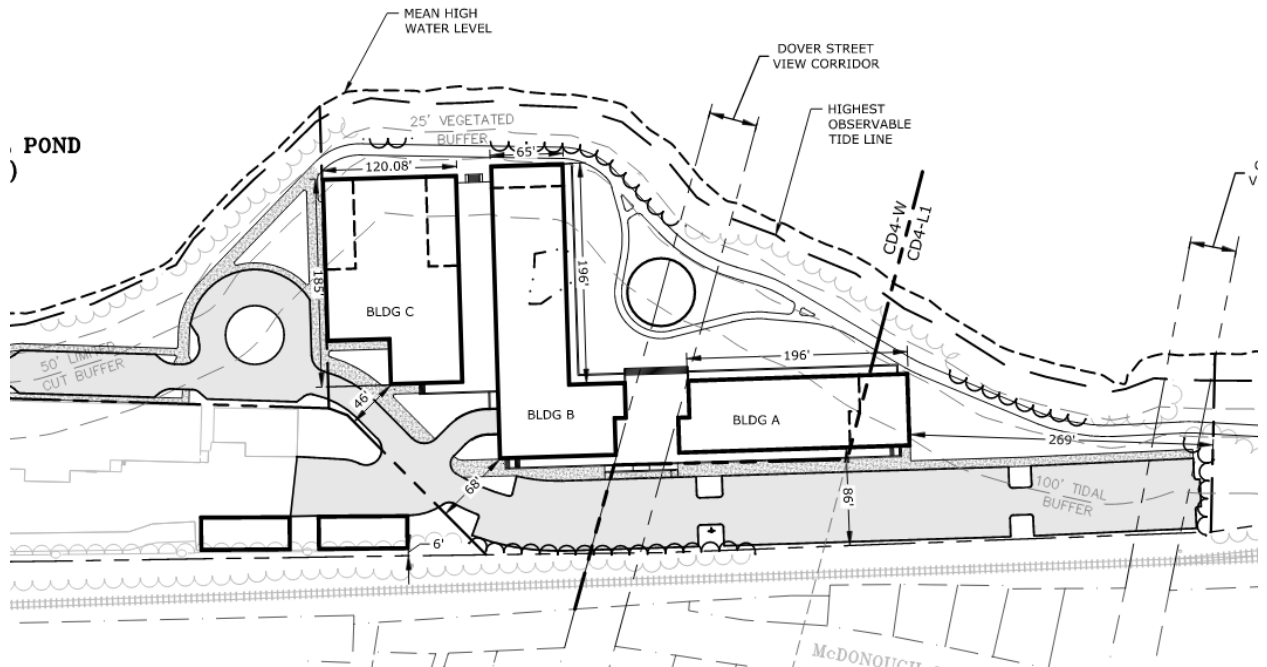 MEAN HIGH
WATER LEVEL
DOVER STREET
VIEW CORRIDOR
HIGHEST
OBSERVABLE
TIDE LINE
POND
)
25' VEGETATED
BUFFER
65'
120.08'
CD4-W
CD4-L1
V
185'
196'
BLDG C
50' LIMITED
CUT BUFFER
196'
46'
BLDG B
BLDG A
269'
68'
86'
100' TIDAL
BUFFER
6'
McDONOUGH